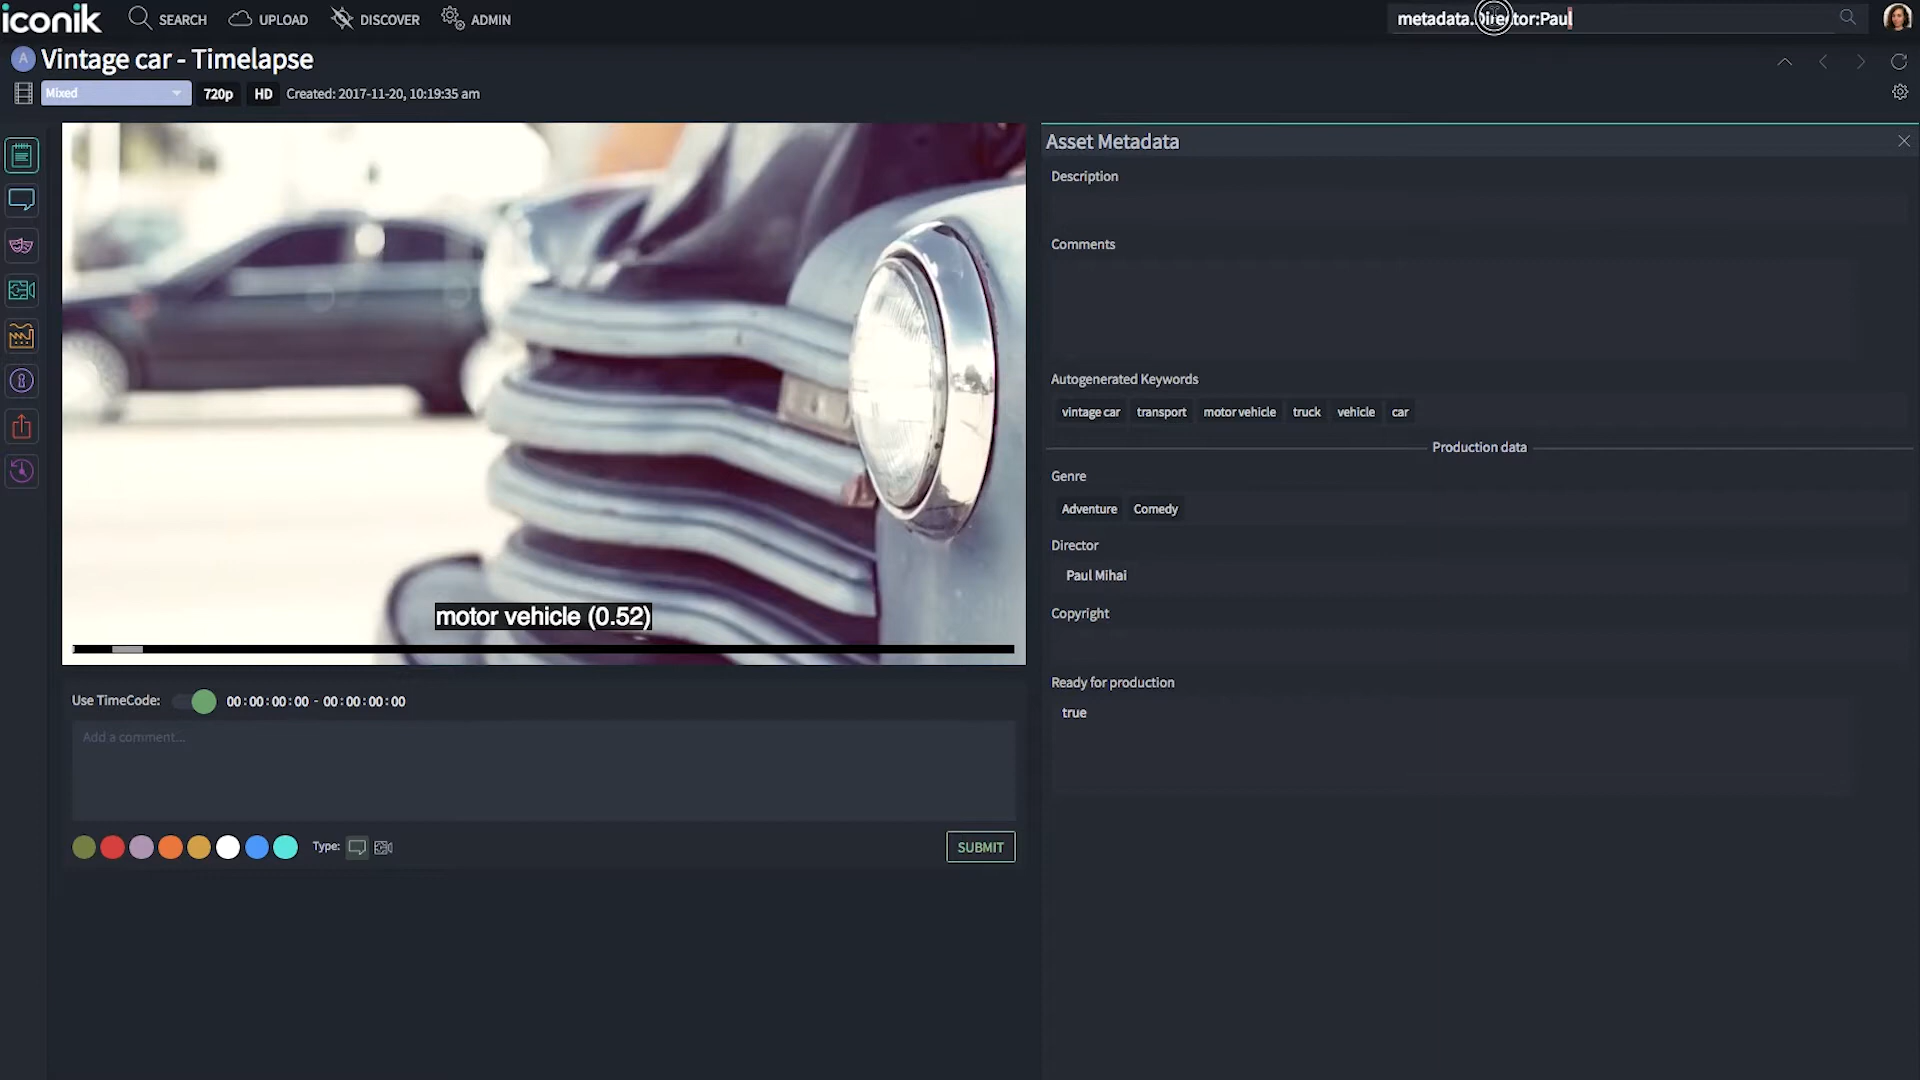 iconik SEARCH UPLOAD DISCOVER ADMIN metadata.Director:Paul
A Vintage car - Timelapse
Mixed 720p HD Created: 2017-11-20, 10:19:35 am
Asset Metadata
Description
Comments
Autogenerated Keywords
vintage car transport motor vehicle truck vehicle car
Production data
Genre
Adventure Comedy
Director
Paul Mihai
Copyright
Ready for production
true
motor vehicle (0.52)
Use TimeCode: 00:00:00:00 - 00:00:00:00
Add a comment...
Type: SUBMIT